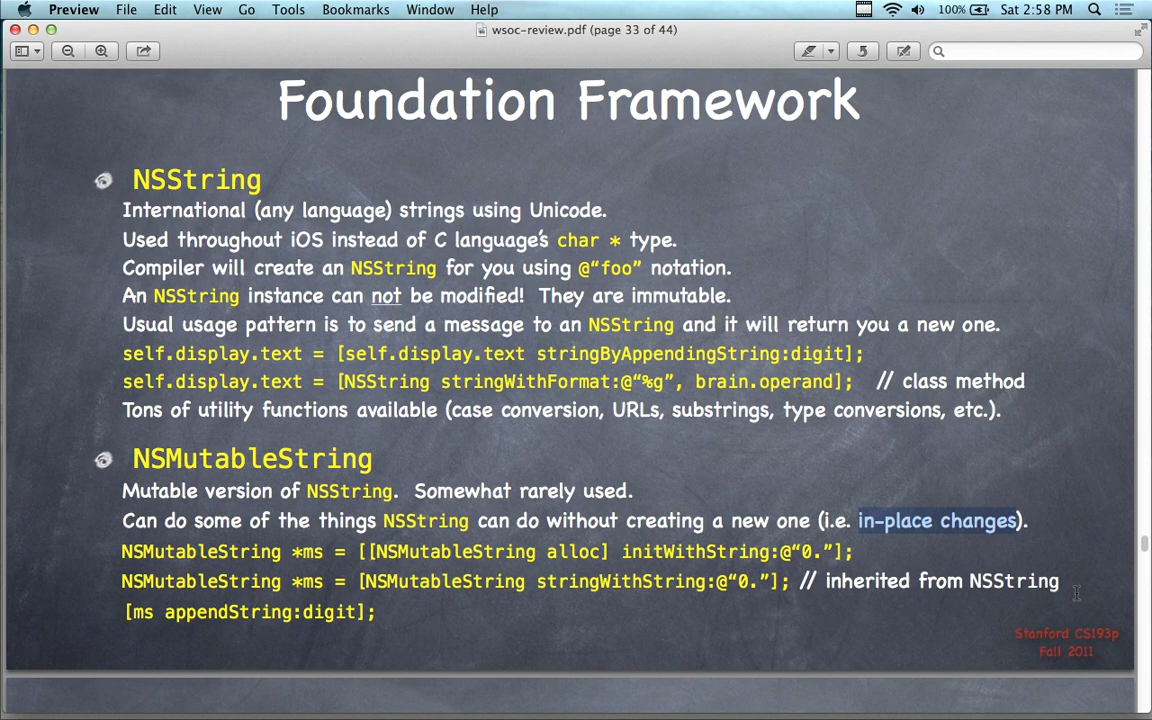 Preview File Edit View Go Tools Bookmarks Window Help 100% Sat 2:58 PM
wsoc-review.pdf (page 33 of 44)
Foundation Framework
NSString
International (any language) strings using Unicode.
Used throughout iOS instead of C language's char * type.
Compiler will create an NSString for you using @“foo” notation.
An NSString instance can not be modified! They are immutable.
Usual usage pattern is to send a message to an NSString and it will return you a new one.
self.display.text = [self.display.text stringByAppendingString:digit];
self.display.text = [NSString stringWithFormat:@“%g”, brain.operand]; // class method
Tons of utility functions available (case conversion, URLs, substrings, type conversions, etc.).
NSMutableString
Mutable version of NSString. Somewhat rarely used.
Can do some of the things NSString can do without creating a new one (i.e. in-place changes).
NSMutableString *ms = [[NSMutableString alloc] initWithString:@“0.”];
NSMutableString *ms = [NSMutableString stringWithString:@“0.”]; // inherited from NSString
[ms appendString:digit];
Stanford CS193p
Fall 2011